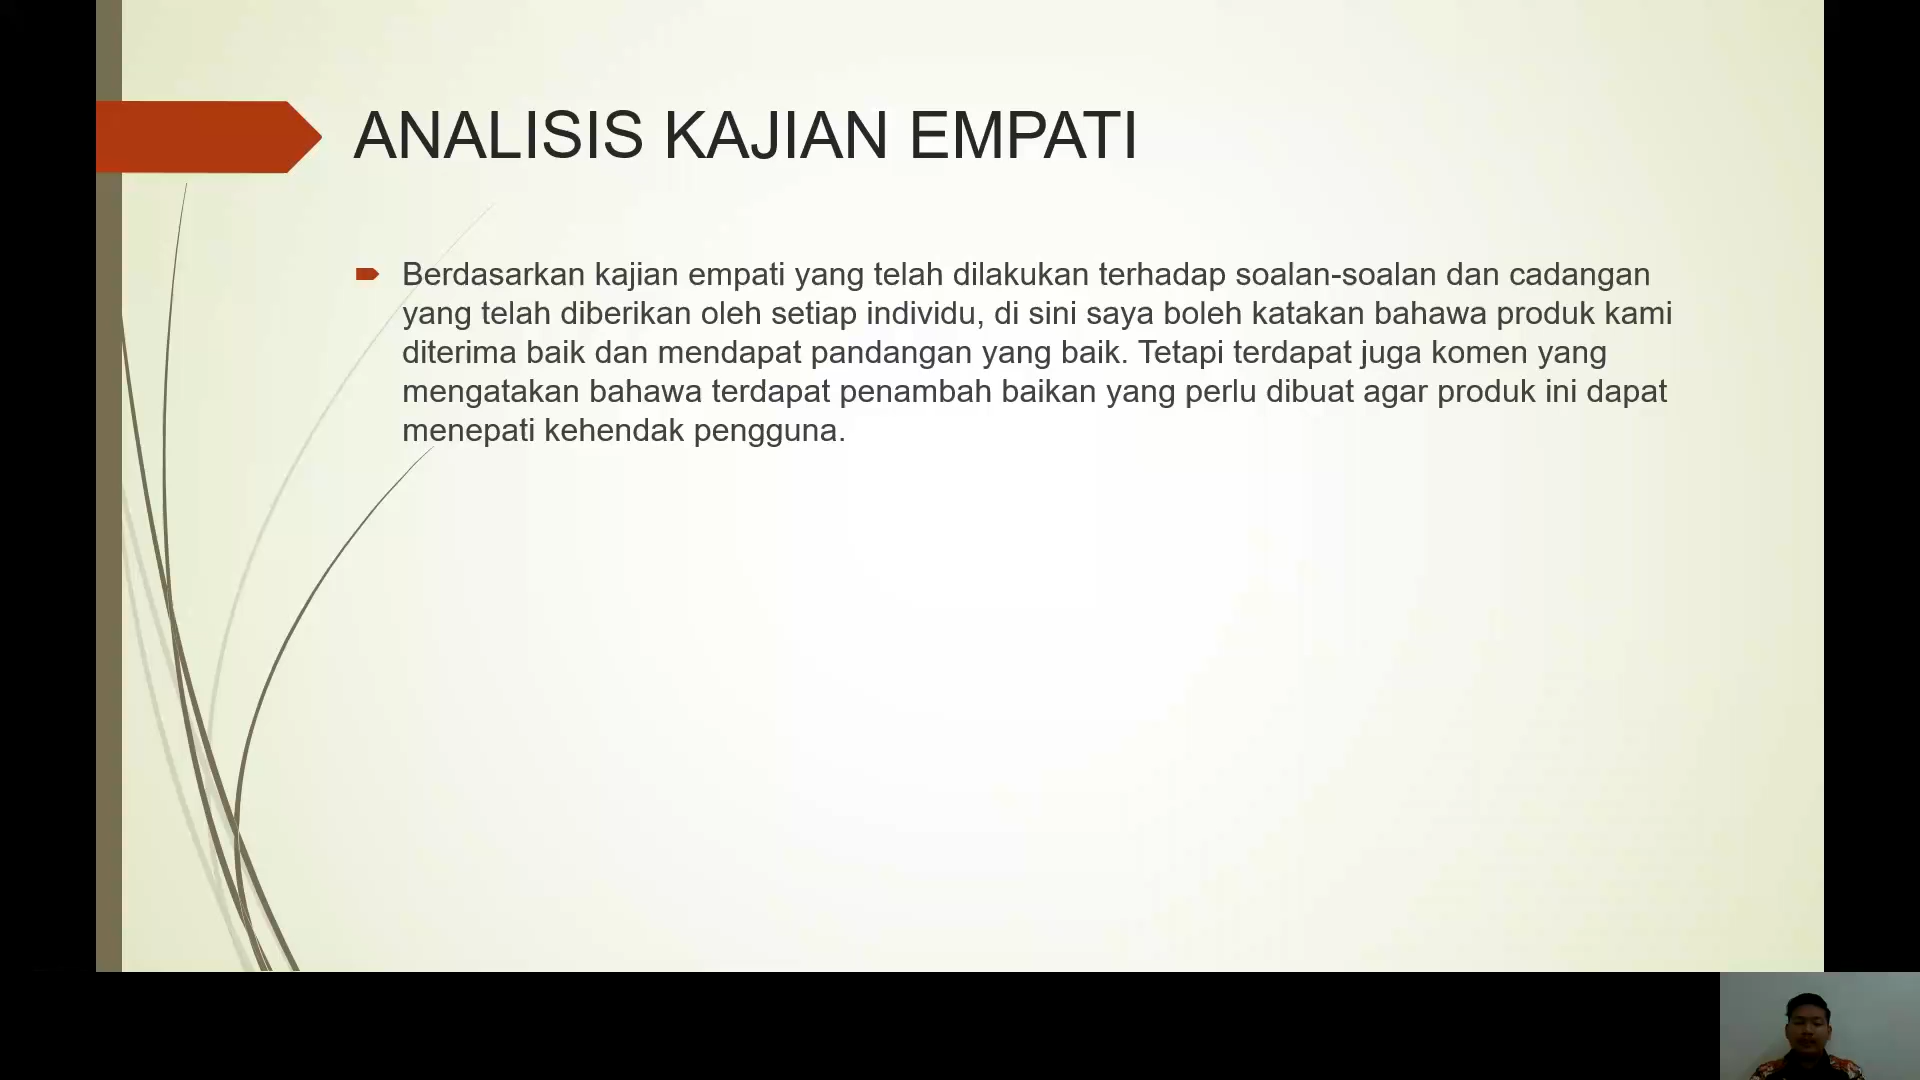 ANALISIS KAJIAN EMPATI
Berdasarkan kajian empati yang telah dilakukan terhadap soalan-soalan dan cadangan
yang telah diberikan oleh setiap individu, di sini saya boleh katakan bahawa produk kami
diterima baik dan mendapat pandangan yang baik. Tetapi terdapat juga komen yang
mengatakan bahawa terdapat penambah baikan yang perlu dibuat agar produk ini dapat
menepati kehendak pengguna.